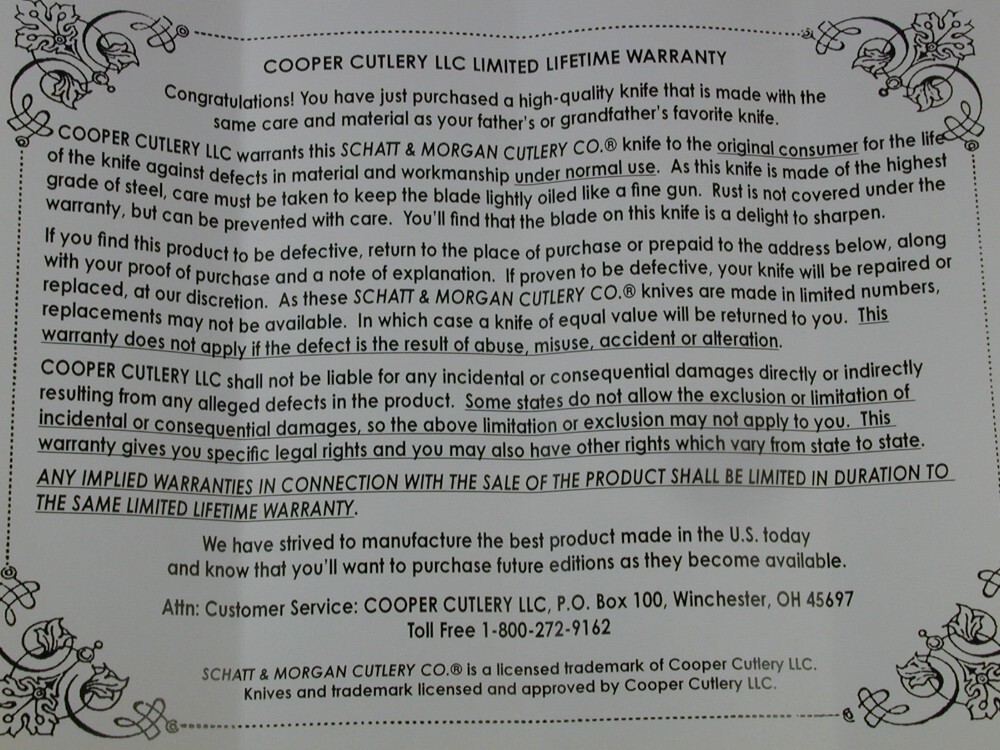 COOPER CUTLERY LLC LIMITED LIFETIME WARRANTY
Congratulations! You have just purchased a high-quality knife that is made with the
same care and material as your father's or grandfather's favorite knife.
COOPER CUTLERY LLC warrants this SCHATT & MORGAN CUTLERY CO.® knife to the original consumer for the life
of the knife against defects in material and workmanship under normal use. As this knife is made of the highest
grade of steel, care must be taken to keep the blade lightly oiled like a fine gun. Rust is not covered under the
warranty, but can be prevented with care. You'll find that the blade on this knife is a delight to sharpen.
If you find this product to be defective, return to the place of purchase or prepaid to the address below, along
with your proof of purchase and a note of explanation. If proven to be defective, your knife will be repaired or
replaced, at our discretion. As these SCHATT & MORGAN CUTLERY CO.® knives are made in limited numbers,
replacements may not be available. In which case a knife of equal value will be returned to you. This
warranty does not apply if the defect is the result of abuse, misuse, accident or alteration.
COOPER CUTLERY LLC shall not be liable for any incidental or consequential damages directly or indirectly
resulting from any alleged defects in the product. Some states do not allow the exclusion or limitation of
incidental or consequential damages, so the above limitation or exclusion may not apply to you. This
warranty gives you specific legal rights and you may also have other rights which vary from state to state.
ANY IMPLIED WARRANTIES IN CONNECTION WITH THE SALE OF THE PRODUCT SHALL BE LIMITED IN DURATION TO
THE SAME LIMITED LIFETIME WARRANTY.
We have strived to manufacture the best product made in the U.S. today
and know that you'll want to purchase future editions as they become available.
Attn: Customer Service: COOPER CUTLERY LLC, P.O. Box 100, Winchester, OH 45697
Toll Free 1-800-272-9162
SCHATT & MORGAN CUTLERY CO.® is a licensed trademark of Cooper Cutlery LLC.
Knives and trademark licensed and approved by Cooper Cutlery LLC.